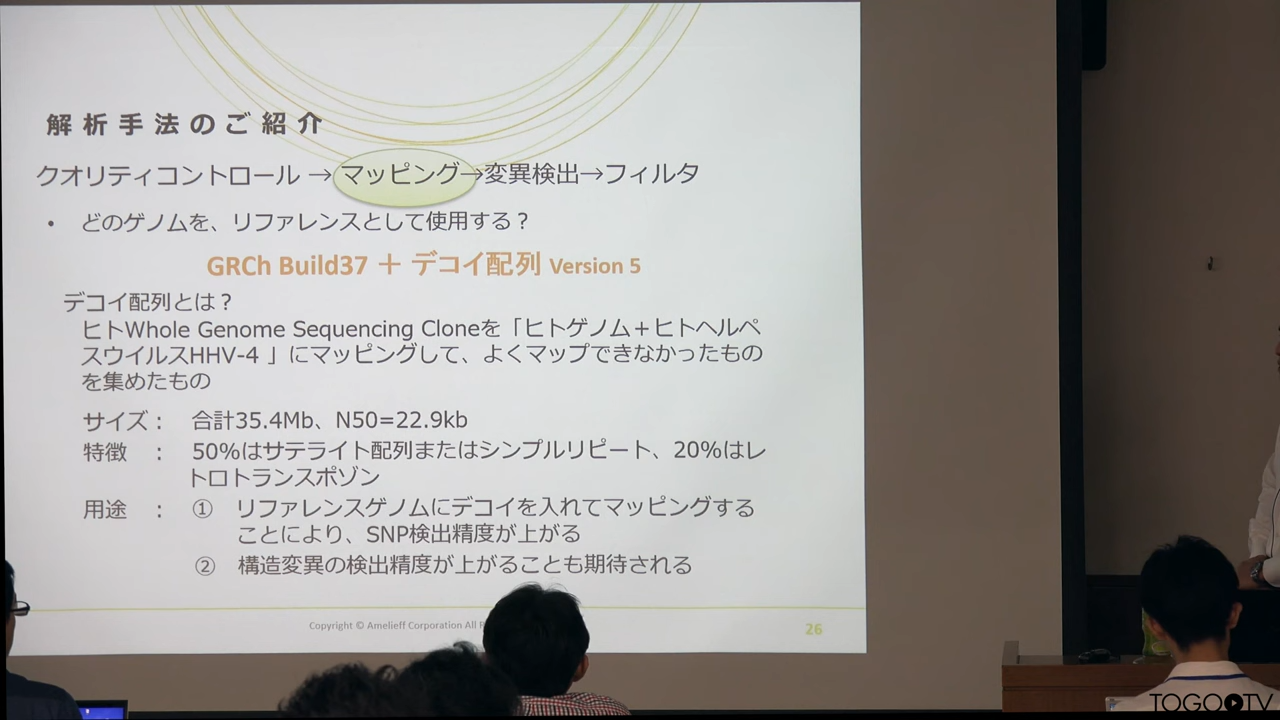 解析手法のご紹介
クオリティコントロール →マッピング→変異検出→フィルタ
• どのゲノムを、リファレンスとして使用する？
GRCh Build37 ＋ デコイ配列 Version 5
デコイ配列とは？
ヒトWhole Genome Sequencing Cloneを「ヒトゲノム＋ヒトヘルペ
スウイルスHHV-4 」にマッピングして、よくマップできなかったもの
を集めたもの
サイズ： 合計35.4Mb、N50=22.9kb
特徴 ： 50%はサテライト配列またはシンプルリピート、20%はレ
トロトランスポゾン
用途 ： ① リファレンスゲノムにデコイを入れてマッピングする
ことにより、SNP検出精度が上がる
② 構造変異の検出精度が上がることも期待される
Copyright © Amelieff Corporation All
26
TOGO TV